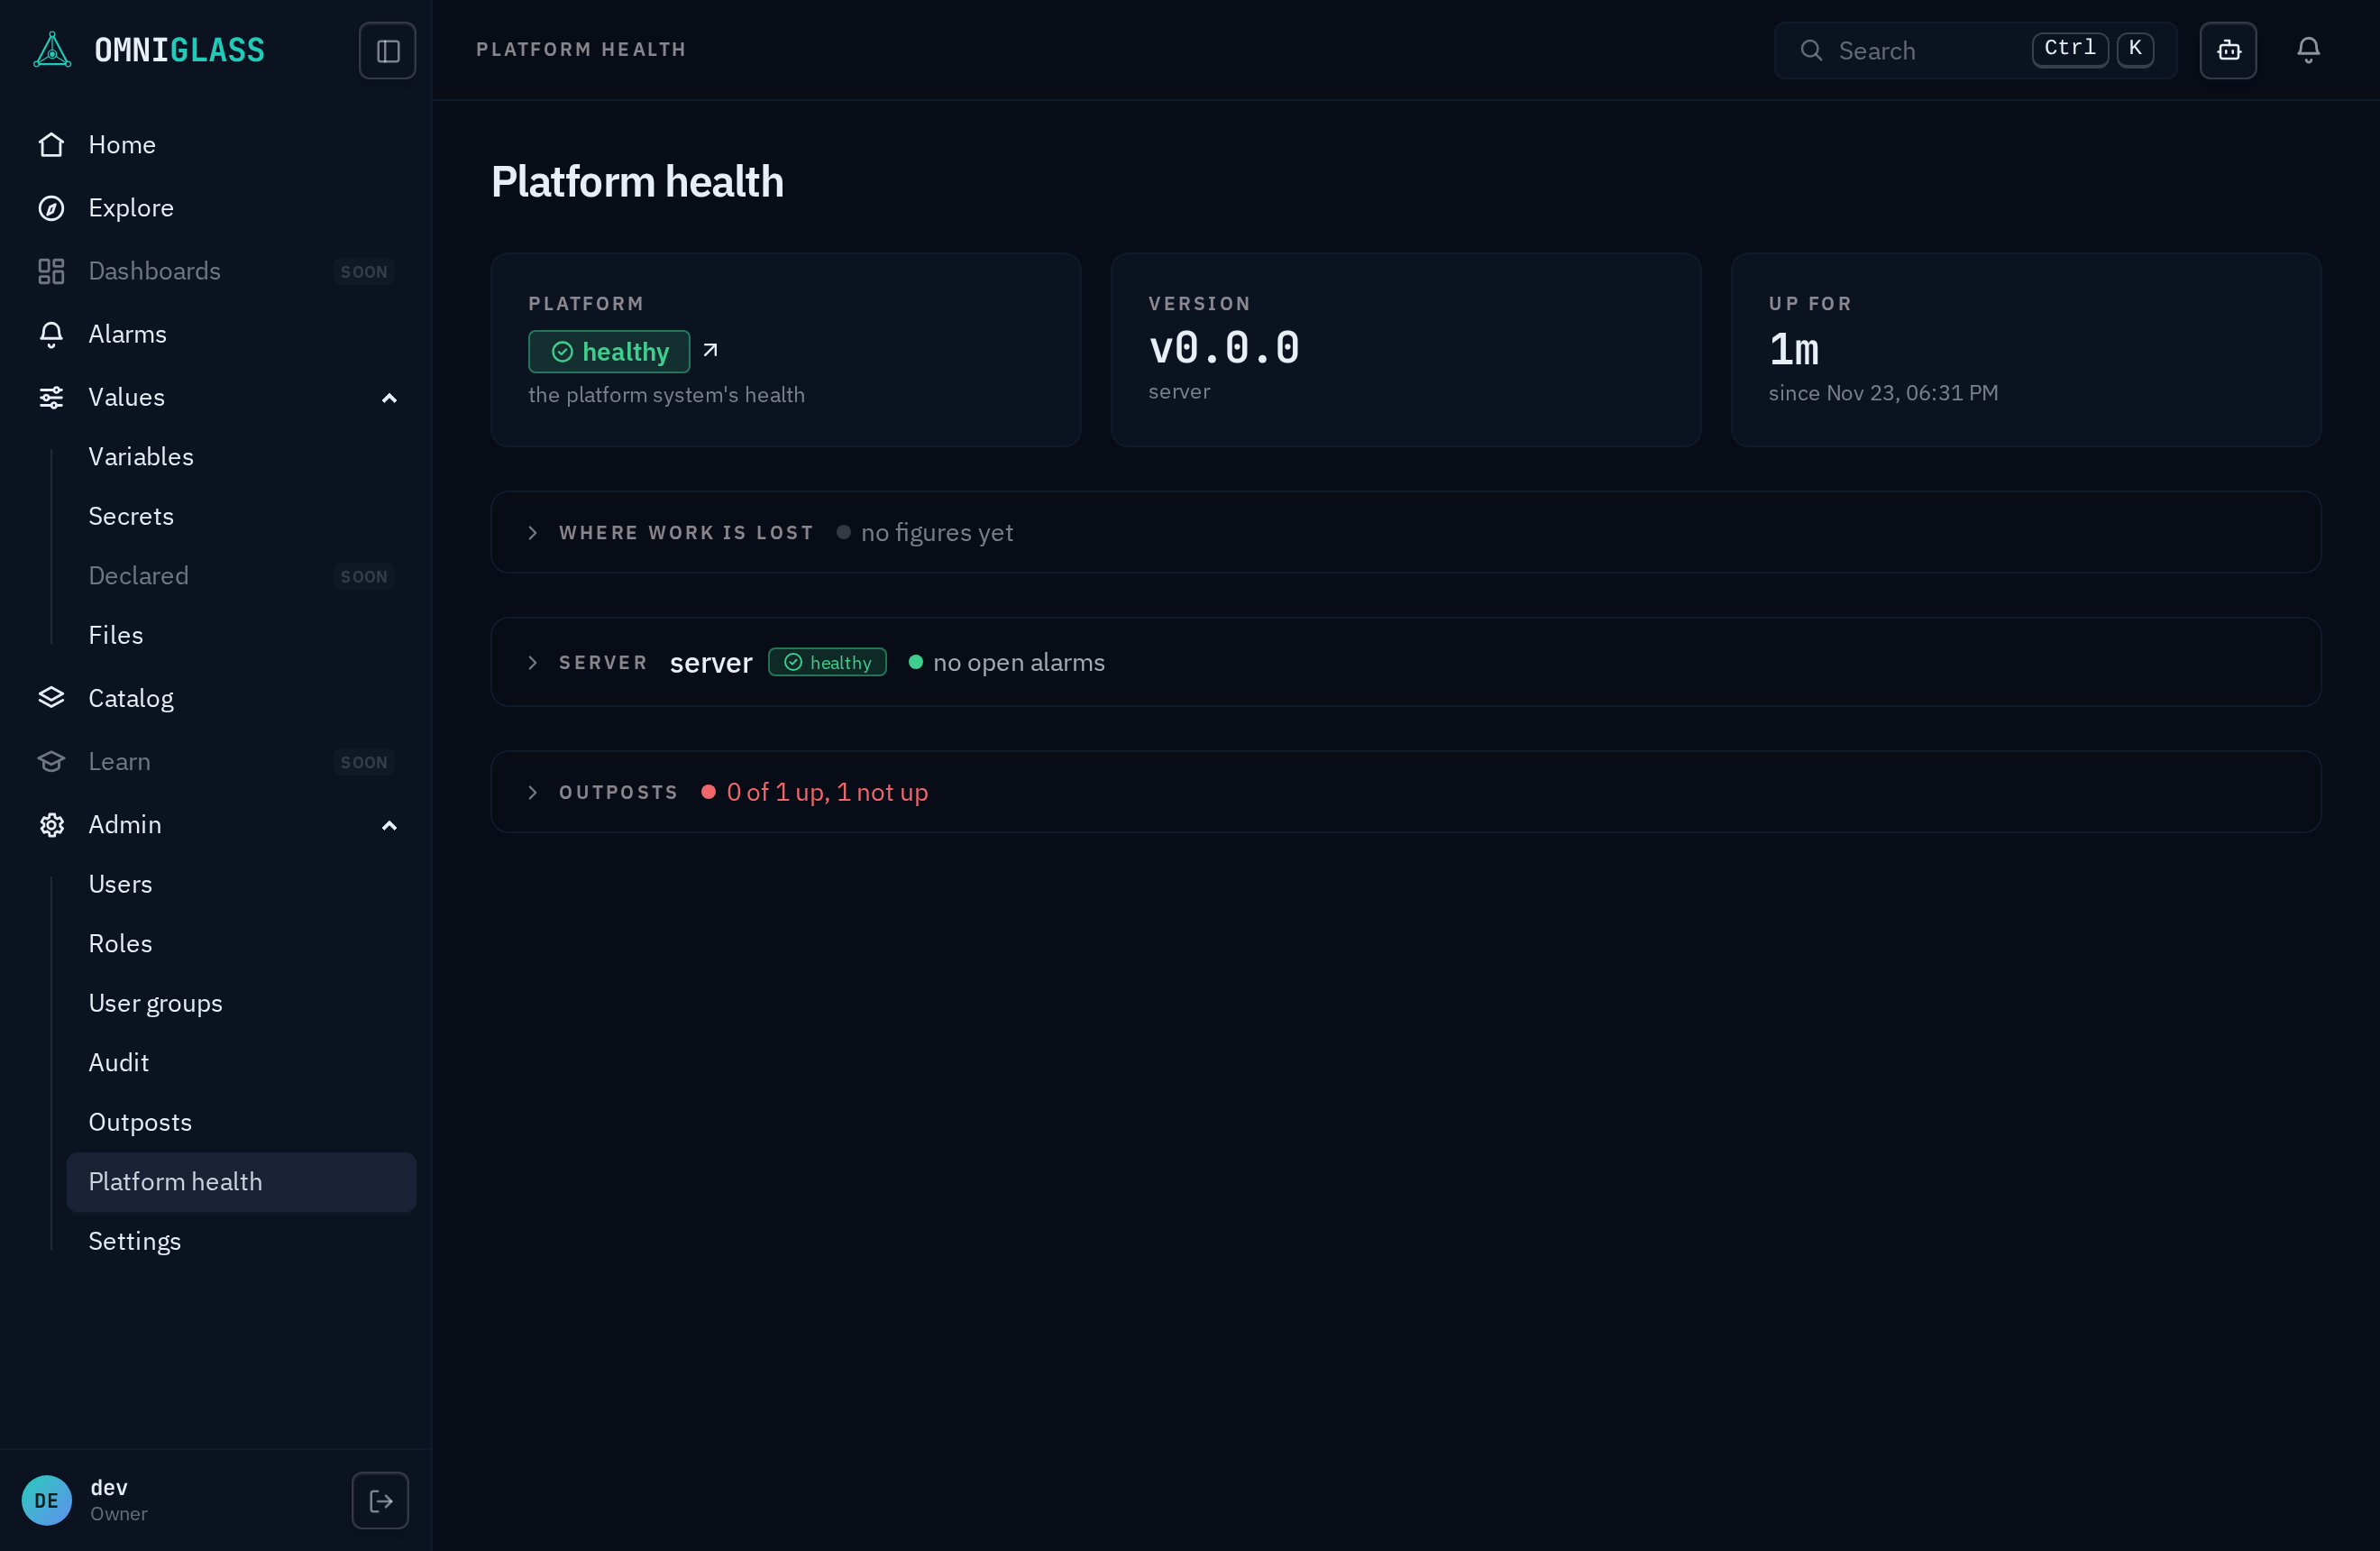 OMNIGLASS
Home
Explore
Dashboards SOON
Alarms
Values
Variables
Secrets
Declared SOON
Files
Catalog
Learn SOON
Admin
Users
Roles
User groups
Audit
Outposts
Platform health
Settings
DE dev
Owner
PLATFORM HEALTH
Search Ctrl K
Platform health
PLATFORM
healthy
the platform system's health
VERSION
v0.0.0
server
UP FOR
1m
since Nov 23, 06:31 PM
WHERE WORK IS LOST no figures yet
SERVER server healthy no open alarms
OUTPOSTS 0 of 1 up, 1 not up